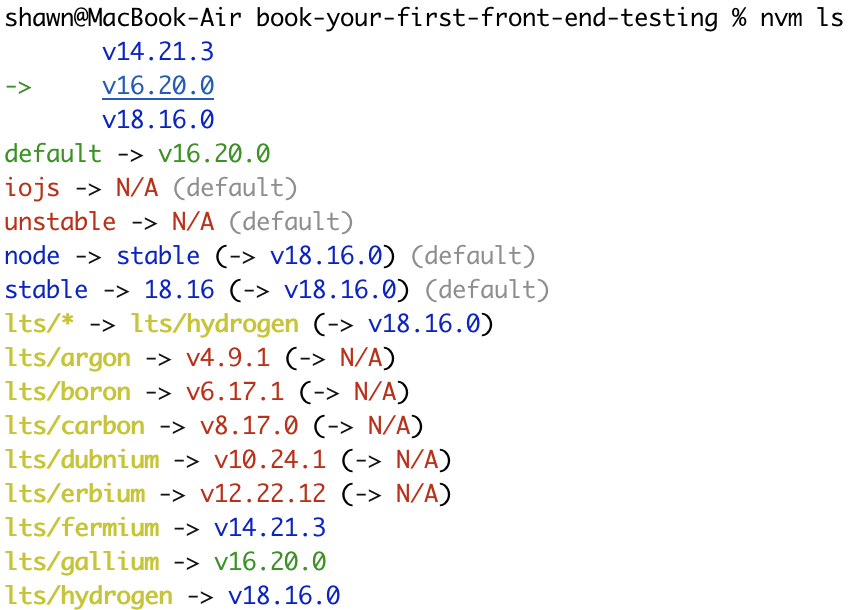 shawn@MacBook-Air book-your-first-front-end-testing % nvm ls
v14.21.3
-> v16.20.0
v18.16.0
default -> v16.20.0
iojs -> N/A (default)
unstable -> N/A (default)
node -> stable (-> v18.16.0) (default)
stable -> 18.16 (-> v18.16.0) (default)
lts/* -> lts/hydrogen (-> v18.16.0)
lts/argon -> v4.9.1 (-> N/A)
lts/boron -> v6.17.1 (-> N/A)
lts/carbon -> v8.17.0 (-> N/A)
lts/dubnium -> v10.24.1 (-> N/A)
lts/erbium -> v12.22.12 (-> N/A)
lts/fermium -> v14.21.3
lts/gallium -> v16.20.0
lts/hydrogen -> v18.16.0